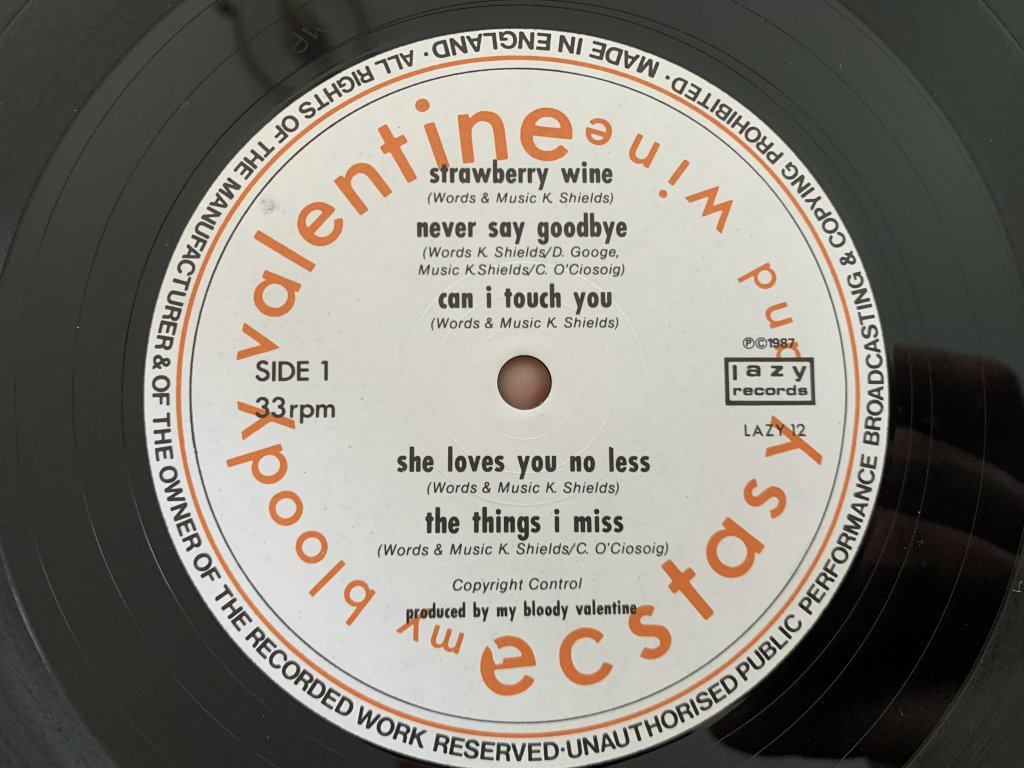 ALL RIGHTS OF THE MANUFACTURER & OF THE OWNER OF THE RECORDED WORK RESERVED·UNAUTHORISED PUBLIC PERFORMANCE BROADCASTING & COPYING PROHIBITED · MADE IN ENGLAND ·
my bloody valentine
ecstasy and wine
strawberry wine
(Words & Music K. Shields)
never say goodbye
(Words K. Shields/D. Googe,
Music K.Shields/C. O'Ciosoig)
can i touch you
(Words & Music K. Shields)
SIDE 1
33rpm
℗©1987
lazy
records
LAZY 12
she loves you no less
(Words & Music K. Shields)
the things i miss
(Words & Music K. Shields/C. O'Ciosoig)
Copyright Control
produced by my bloody valentine